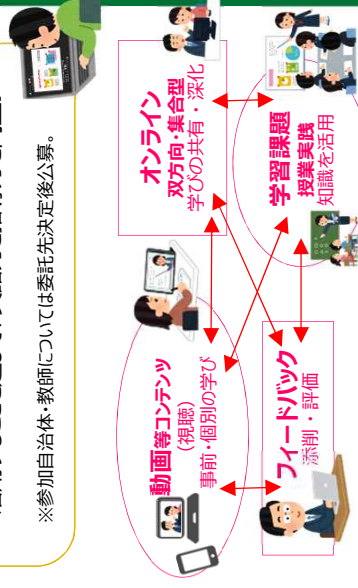 ※参加自治体・教師については委託先決定後公募。
動画等コンテンツ
(視聴)
事前・個別の学び
オンライン
双方向・集合型
学びの共有・深化
フィードバック
添削・評価
学習課題
授業実践
知識を活用